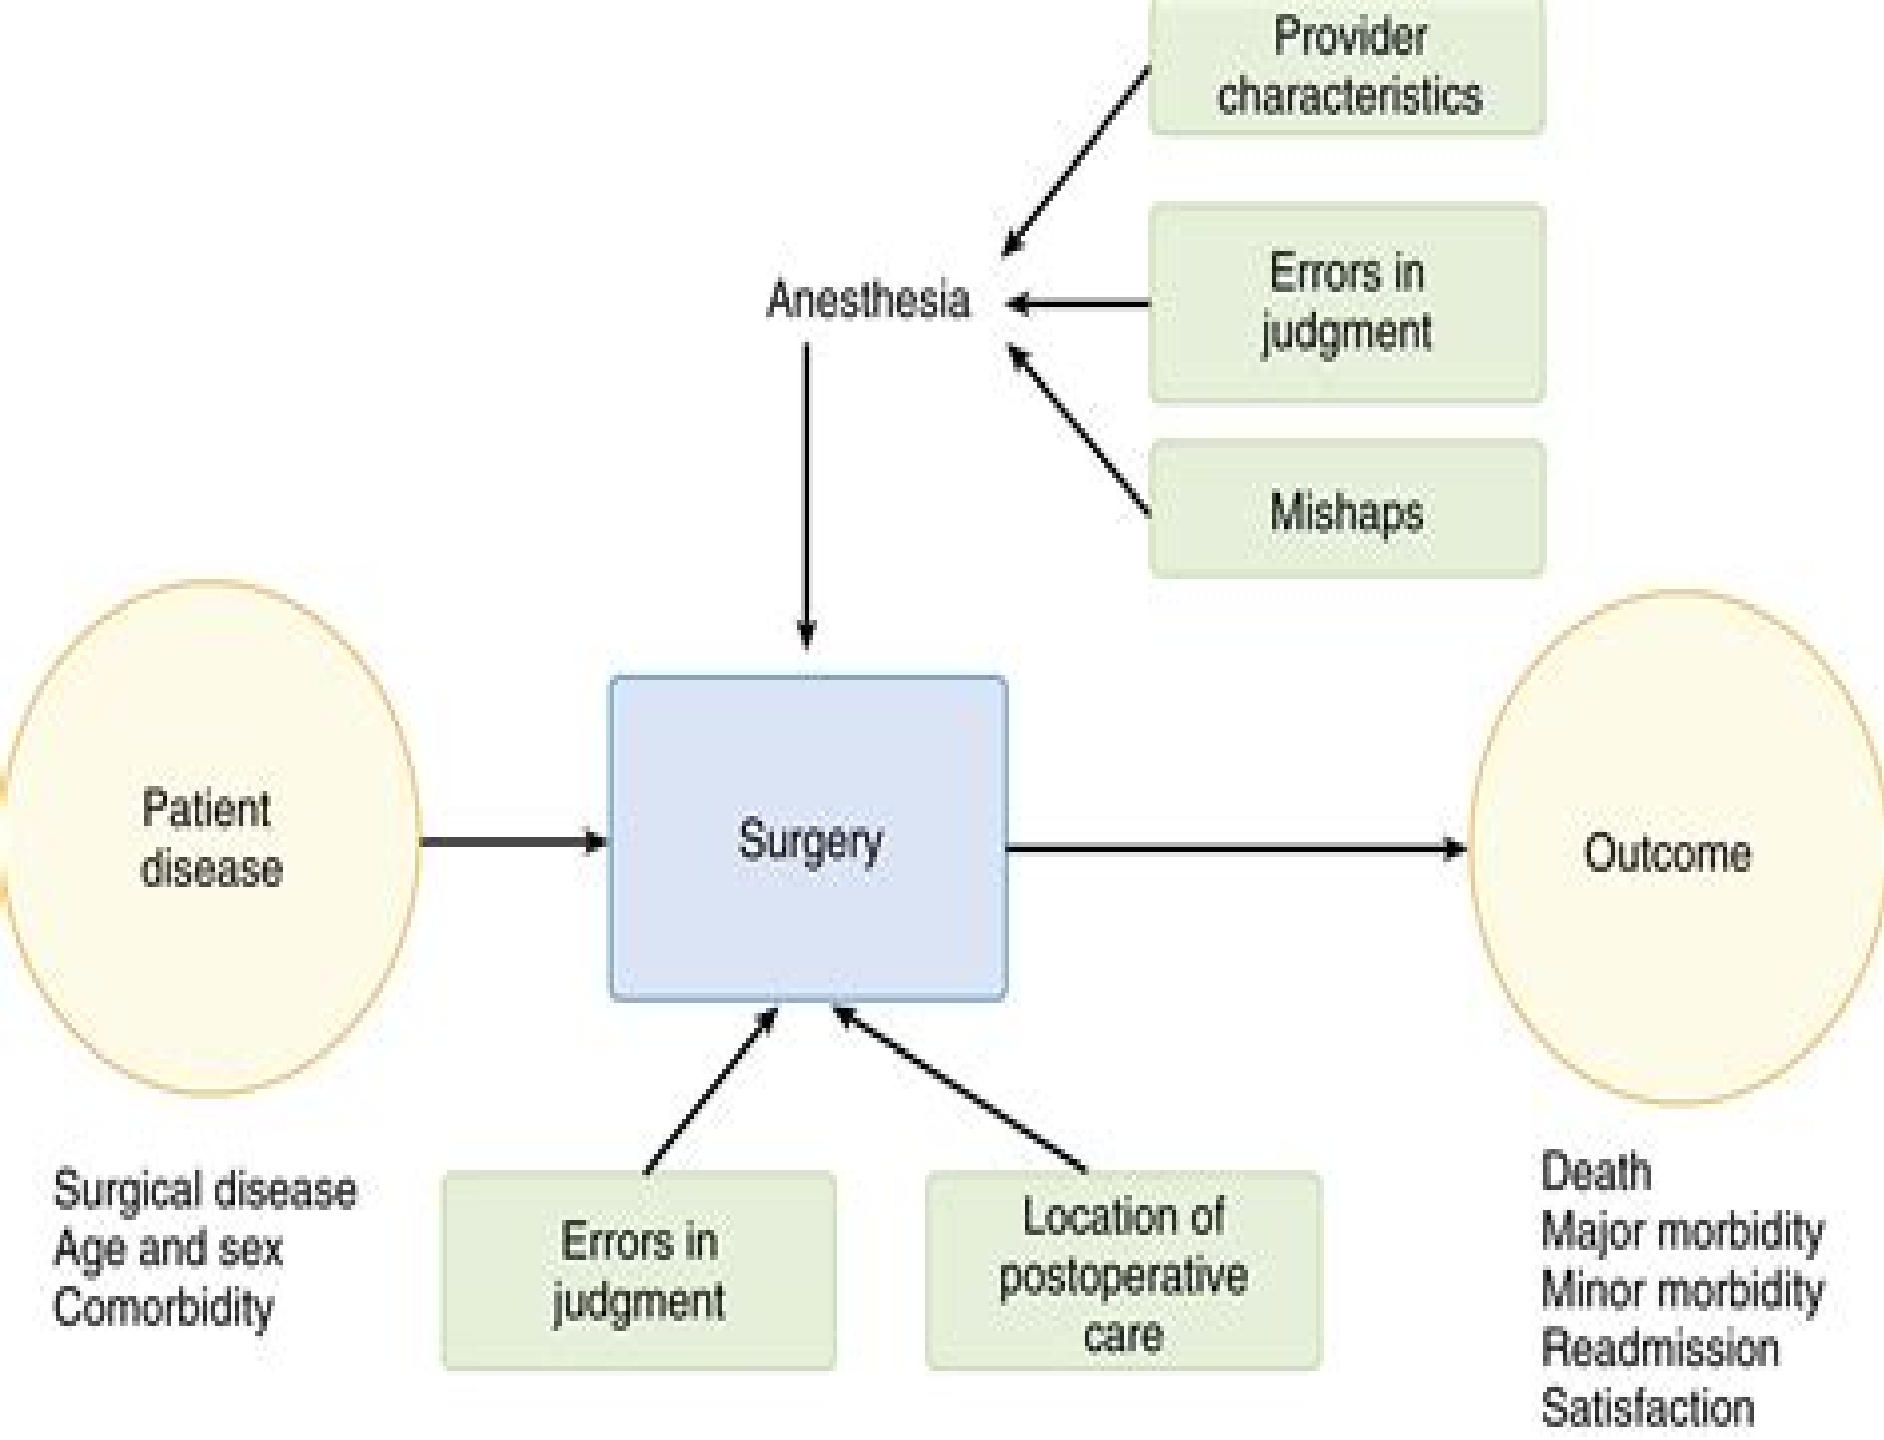 Provider
characteristics
Anesthesia
Errors in
judgment
Mishaps
Patient
disease
Surgery
Outcome
Surgical disease
Age and sex
Comorbidity
Errors in
judgment
Location of
postoperative
care
Death
Major morbidity
Minor morbidity
Readmission
Satisfaction